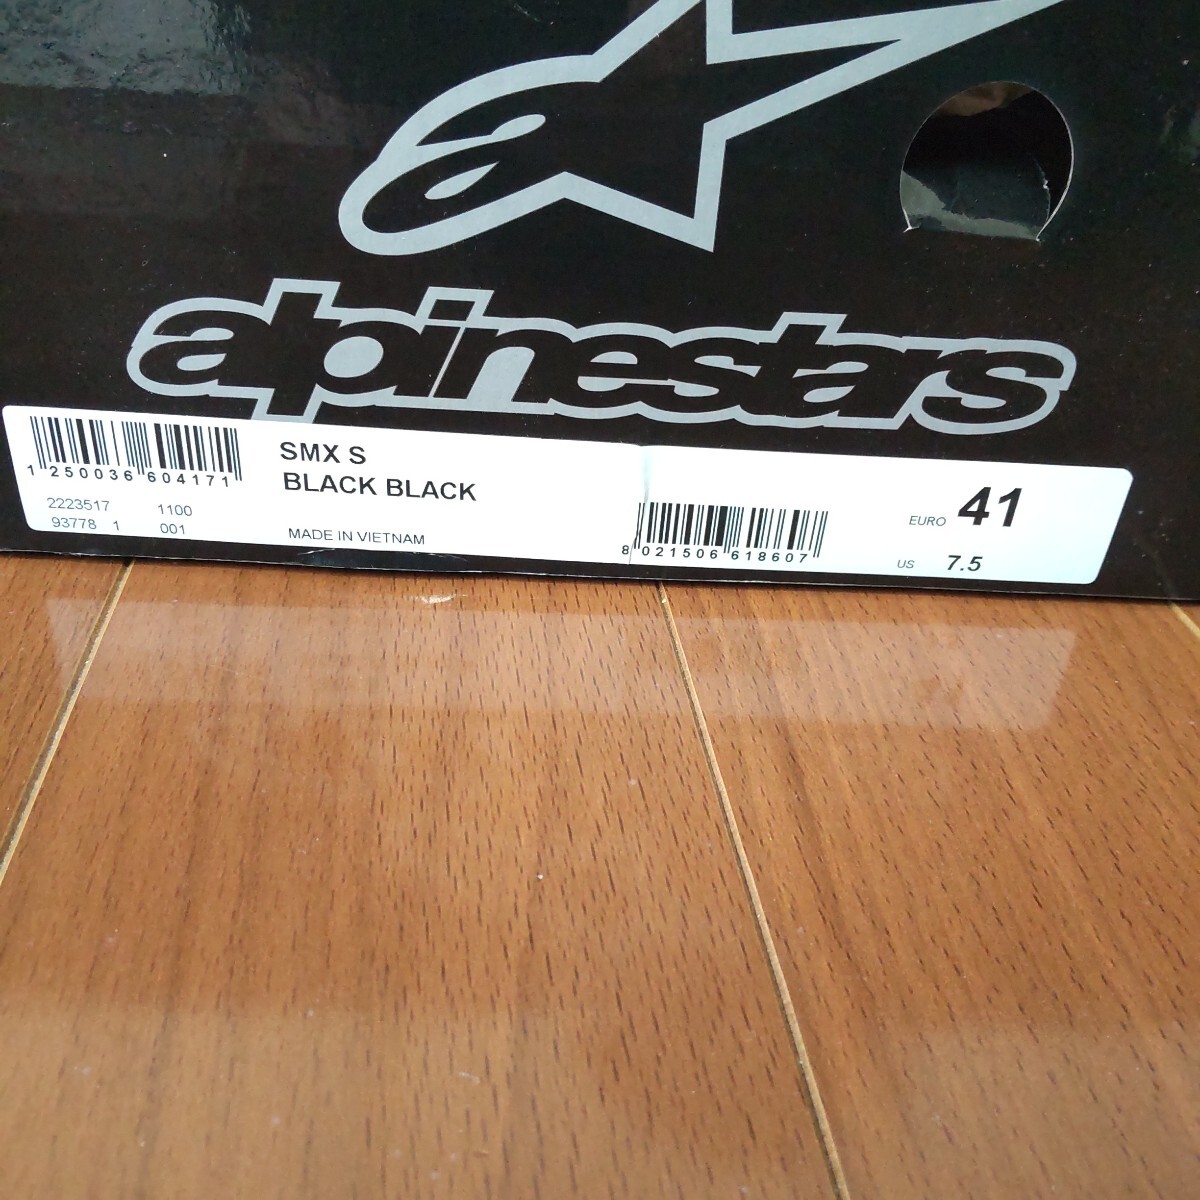 alpinestars
1 250036 604171
2223517 1100
93778 1 001
SMX S
BLACK BLACK
MADE IN VIETNAM
8 021506 618607
EURO 41
US 7.5